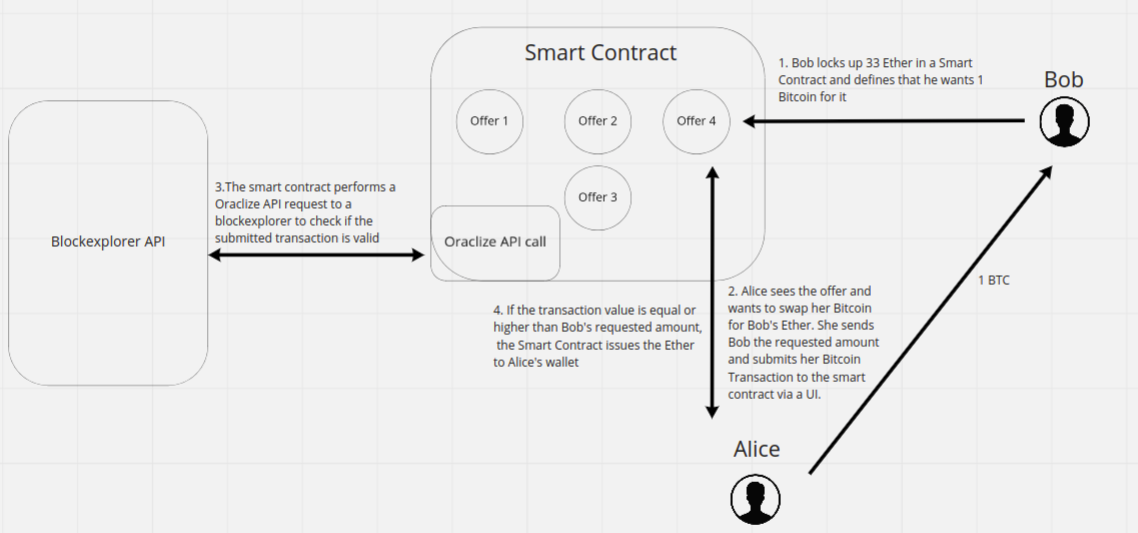 Smart Contract
1. Bob locks up 33 Ether in a Smart
Contract and defines that he wants 1
Bitcoin for it
Bob
Offer 1
Offer 2
Offer 4
Offer 3
3.The smart contract performs a
Oraclize API request to a
blockexplorer to check if the
submitted transaction is valid
Blockexplorer API
Oraclize API call
4. If the transaction value is equal or
higher than Bob's requested amount,
the Smart Contract issues the Ether
to Alice's wallet
2. Alice sees the offer and
wants to swap her Bitcoin
for Bob's Ether. She sends
Bob the requested amount
and submits her Bitcoin
Transaction to the smart
contract via a UI.
1 BTC
Alice